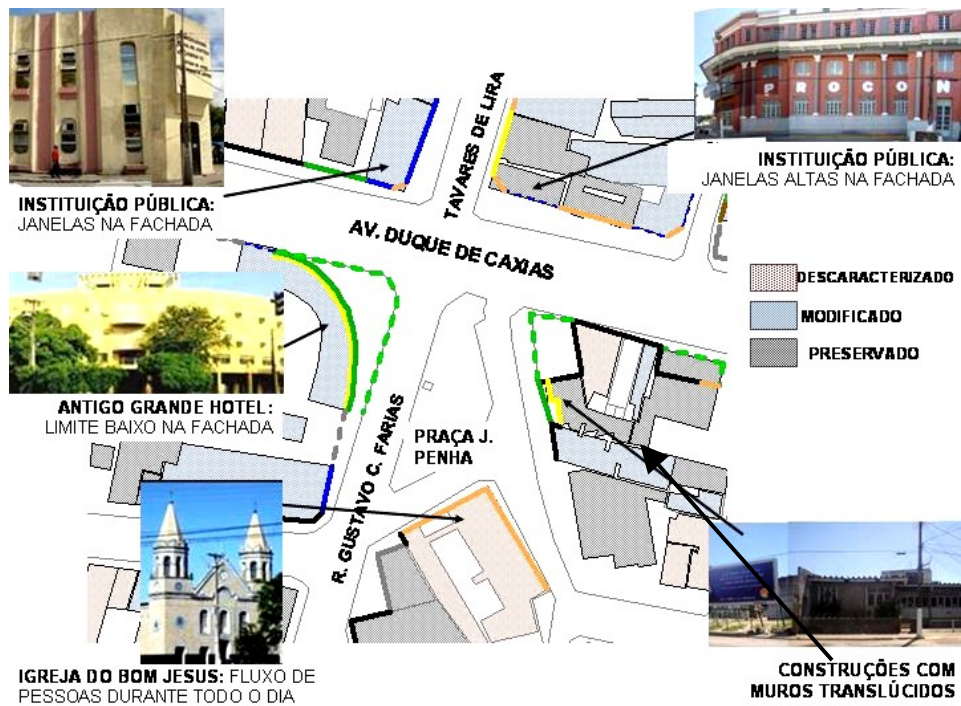 PROCON
INSTITUIÇÃO PÚBLICA:
JANELAS NA FACHADA
TAVARES DE LIRA
INSTITUIÇÃO PÚBLICA:
JANELAS ALTAS NA FACHADA
AV. DUQUE DE CAXIAS
DESCARACTERIZADO
MODIFICADO
PRESERVADO
ANTIGO GRANDE HOTEL:
LIMITE BAIXO NA FACHADA
PRAÇA J.
PENHA
R. GUSTAVO C. FARIAS
IGREJA DO BOM JESUS: FLUXO DE
PESSOAS DURANTE TODO O DIA
CONSTRUÇÕES COM
MUROS TRANSLÚCIDOS